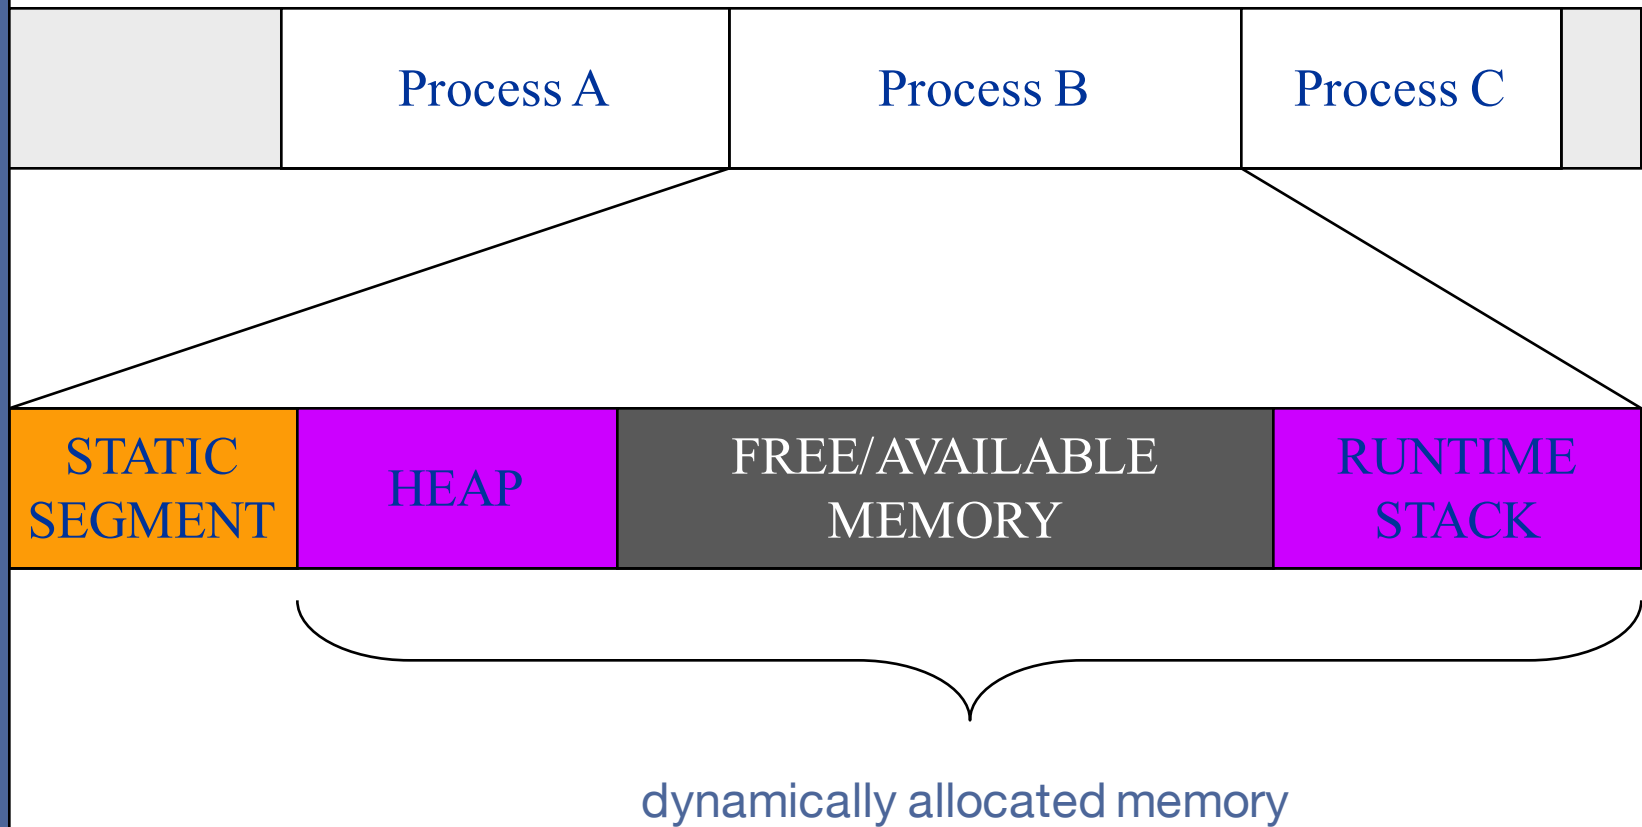 Process A
Process B
Process C
STATIC
SEGMENT
HEAP
FREE/AVAILABLE
MEMORY
RUNTIME
STACK
dynamically allocated memory